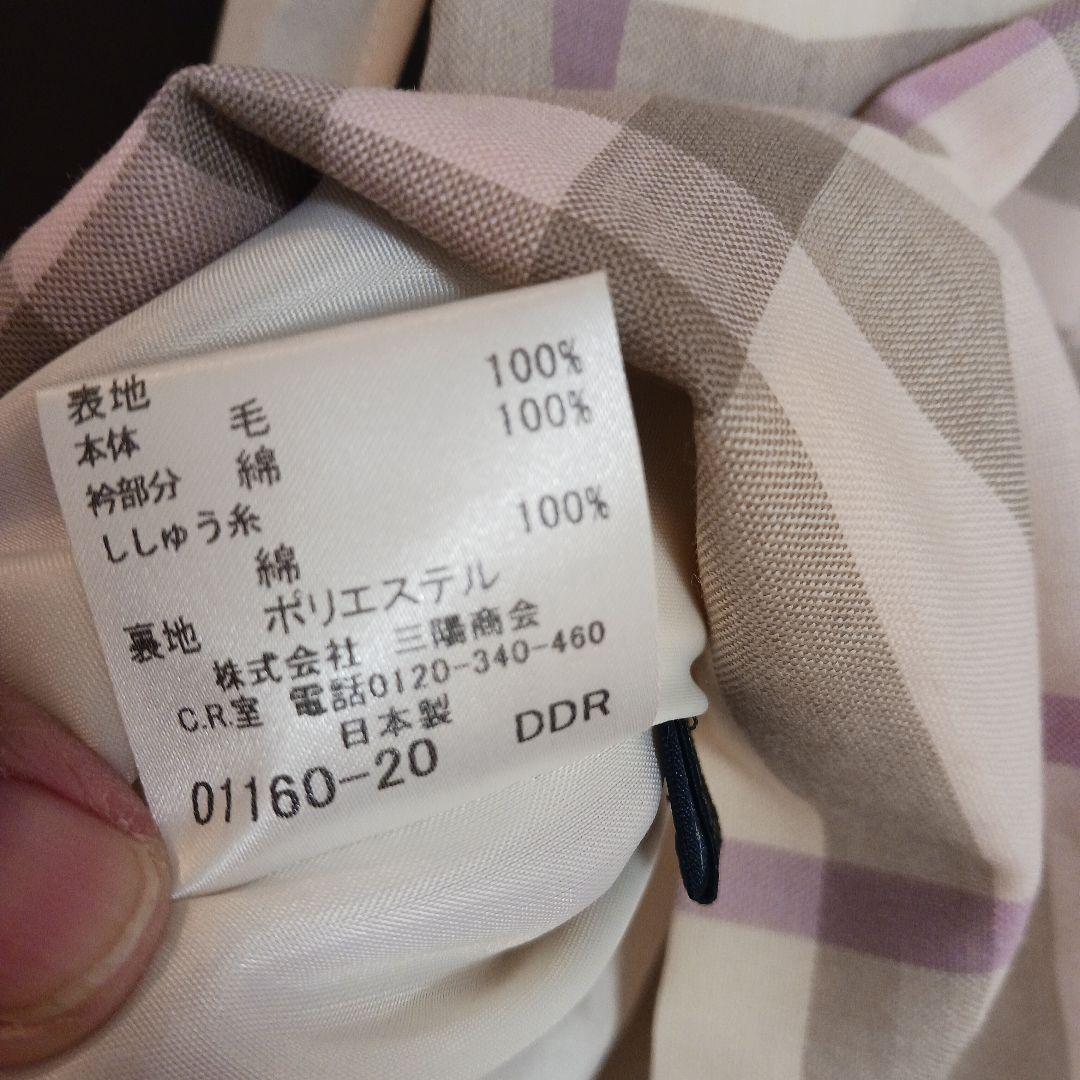 表地
本体 毛 100%
衿部分 綿 100%
ししゅう糸
綿 100%
裏地 ポリエステル
株式会社 三陽商会
C.R.室 電話0120-340-460
日本製
01160-20 DDR